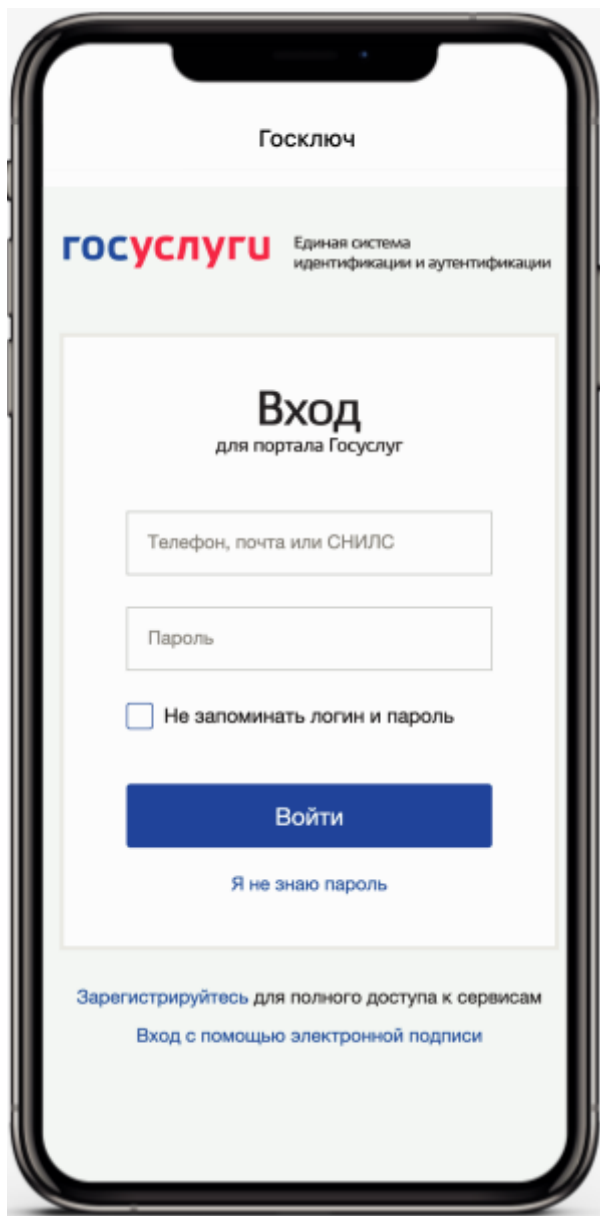 Госключ
госуслуги
Единая система
идентификации и аутентификации
Вход
для портала Госуслуг
Телефон, почта или СНИЛС
Пароль
Не запоминать логин и пароль
Войти
Я не знаю пароль
Зарегистрируйтесь для полного доступа к сервисам
Вход с помощью электронной подписи